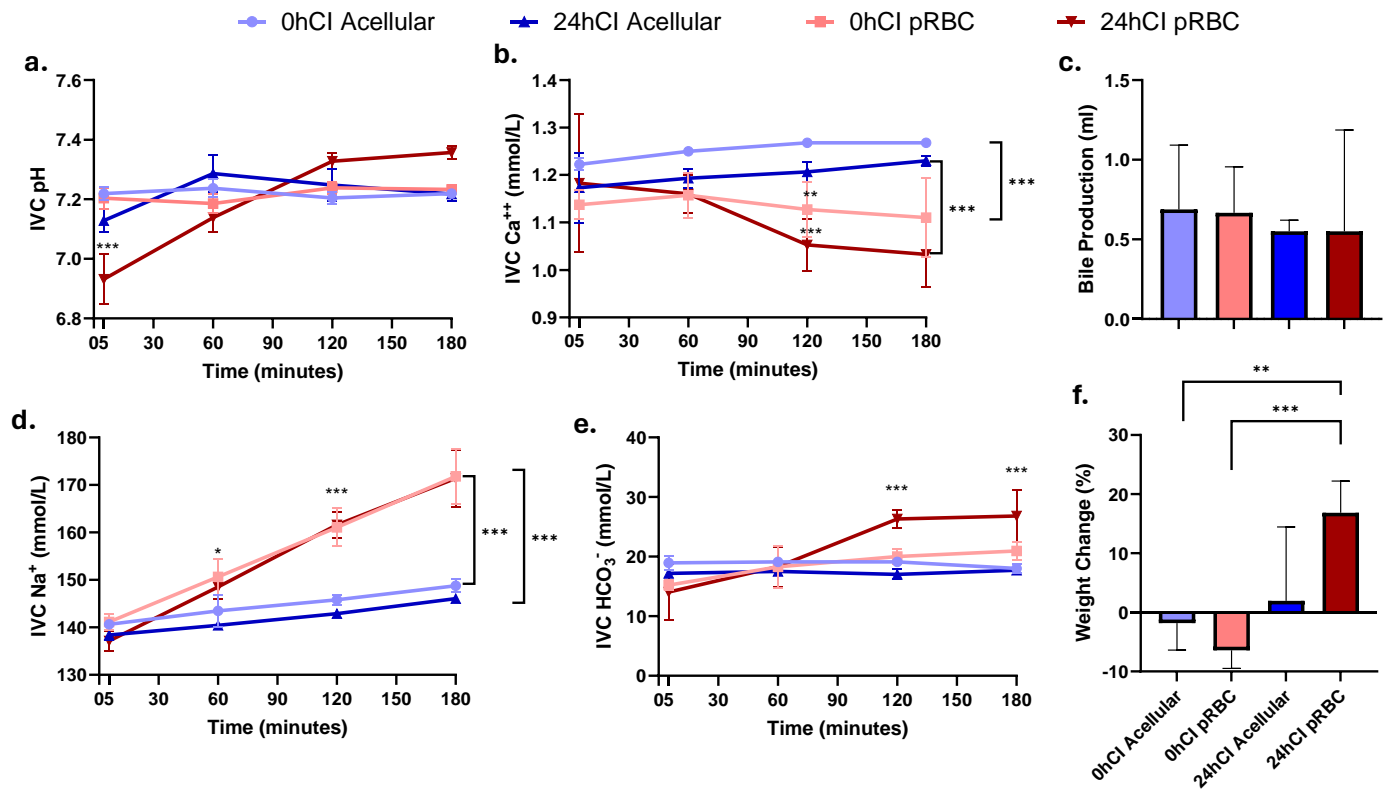 0hCI Acellular 24hCI Acellular 0hCI pRBC 24hCI pRBC
a.
7.6
7.4
7.2
7.0
6.8
IVC pH
***
05 30 60 90 120 150 180
Time (minutes)
b.
1.4
1.3
1.2
1.1
1.0
0.9
IVC Ca⁺⁺ (mmol/L)
**
***
***
***
05 30 60 90 120 150 180
Time (minutes)
c.
1.5
1.0
0.5
0.0
Bile Production (ml)
d.
180
170
160
150
140
130
IVC Na⁺ (mmol/L)
*
***
***
***
05 30 60 90 120 150 180
Time (minutes)
e.
40
30
20
10
0
IVC HCO₃⁻ (mmol/L)
***
***
05 30 60 90 120 150 180
Time (minutes)
f.
**
***
30
20
10
0
-10
Weight Change (%)
0hCI Acellular
0hCI pRBC
24hCI Acellular
24hCI pRBC